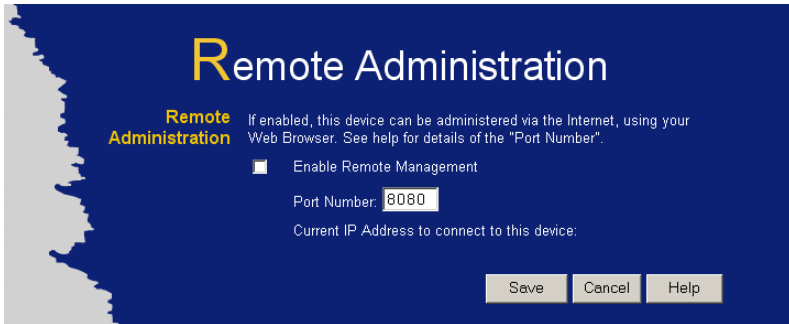 Remote Administration
Remote
Administration
If enabled, this device can be administered via the Internet, using your
Web Browser. See help for details of the "Port Number".
Enable Remote Management
Port Number: 8080
Current IP Address to connect to this device:
Save Cancel Help